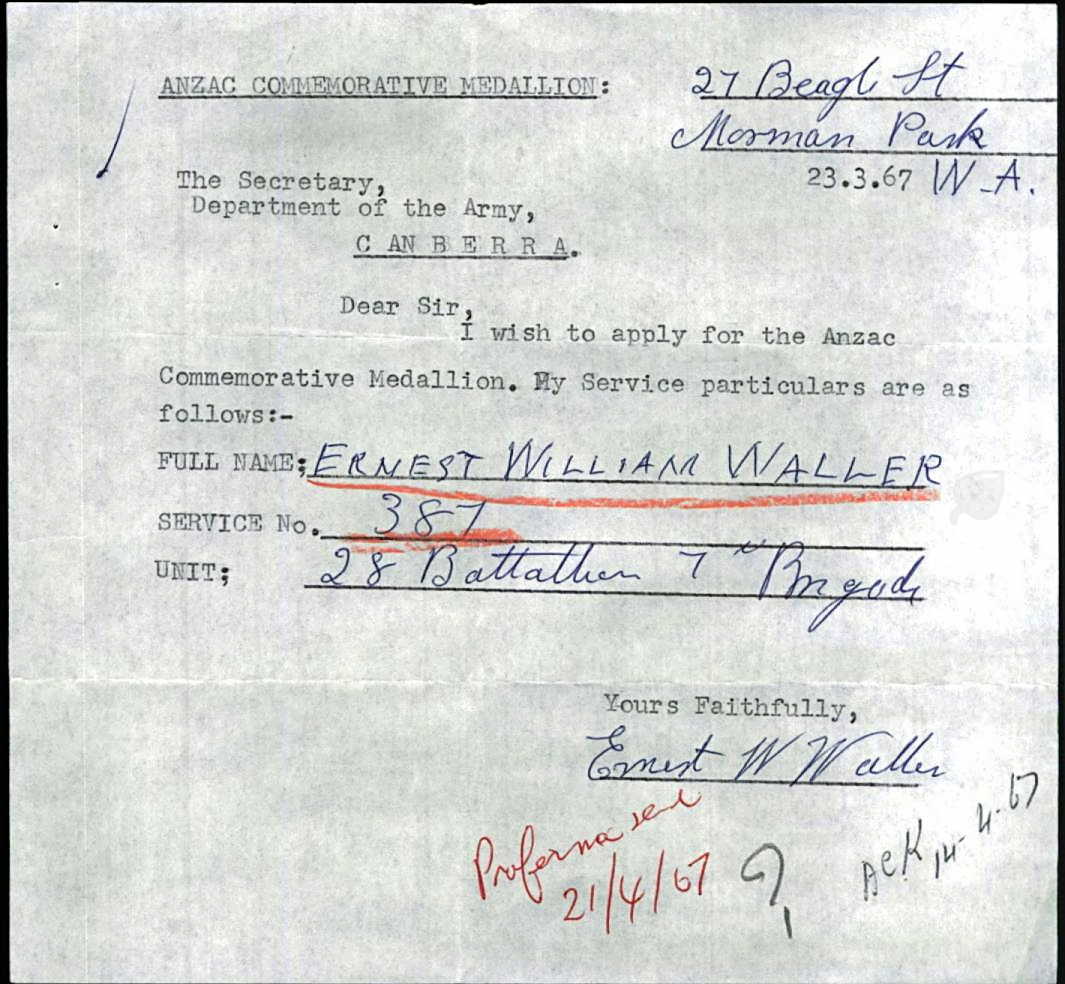 ANZAC COMMEMORATIVE MEDALLION:
27 Beagle St
Mosman Park
23.3.67 W.A.
The Secretary,
Department of the Army,
C AN B E R R A.
Dear Sir,
I wish to apply for the Anzac
Commemorative Medallion. My Service particulars are as
follows:-
FULL NAME; ERNEST WILLIAM WALLER
SERVICE No. 387
UNIT; 28 Battalion 7th Brigade
Yours Faithfully,
Ernest W Waller
Proforma sent
21/4/67
?
Ack 14-4-67